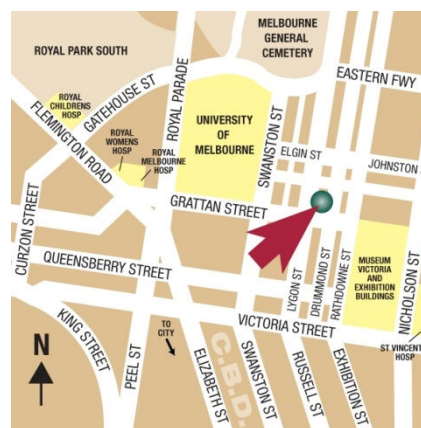 MELBOURNE
GENERAL
CEMETERY
ROYAL PARK SOUTH
EASTERN FWY
GATEHOUSE ST
ROYAL PARADE
ROYAL
CHILDRENS
HOSP
FLEMINGTON ROAD
ROYAL
WOMENS
HOSP
ROYAL
MELBOURNE
HOSP
UNIVERSITY
OF
MELBOURNE
SWANSTON ST
ELGIN ST
JOHNSTON S
GRATTAN STREET
CURZON STREET
QUEENSBERRY STREET
LYGON ST
DRUMMOND ST
RATHDOWNE ST
MUSEUM
VICTORIA
AND
EXHIBITION
BUILDINGS
NICHOLSON ST
VICTORIA STREET
ST VINCENT
HOSP
KING STREET
PEEL ST
TO
CITY
ELIZABETH ST
C.B.D.
SWANSTON ST
RUSSELL ST
EXHIBITION ST
N